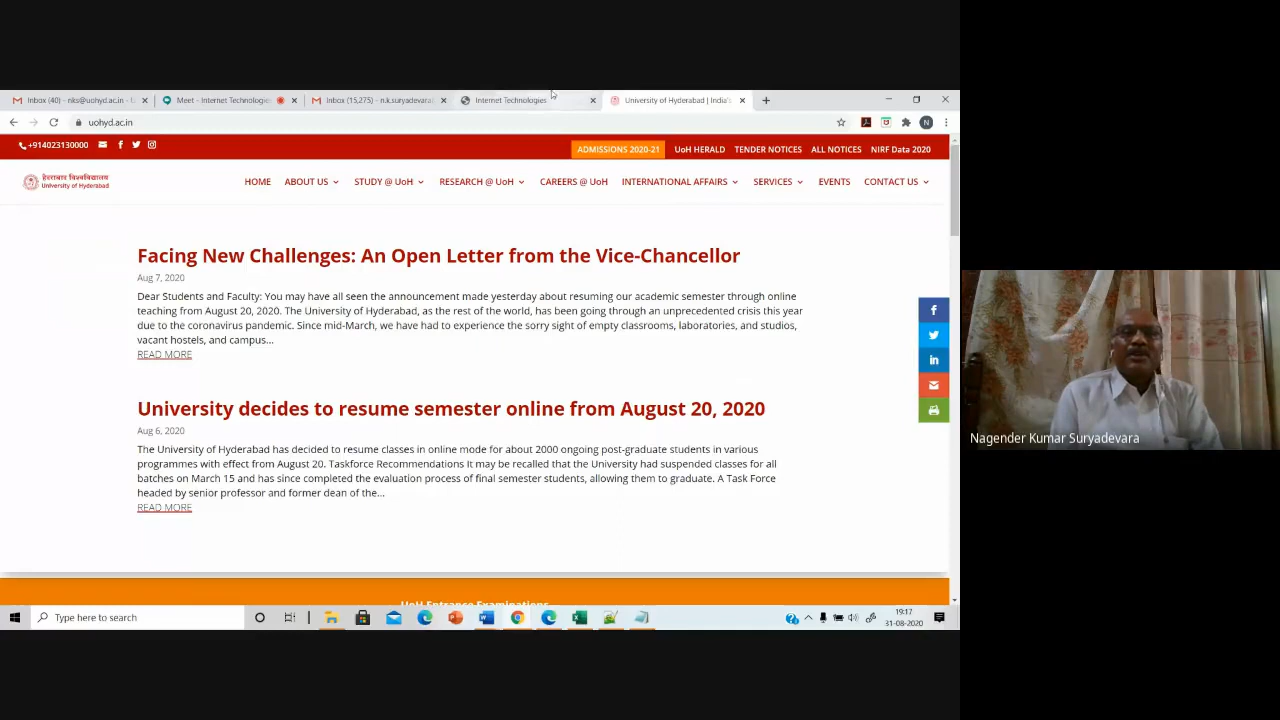 Inbox (40) - nks@uohyd.ac.in -
Meet - Internet Technologie
Inbox (15,275) - n.k.suryadevara
Internet Technologies
University of Hyderabad | India's
uohyd.ac.in
+914023130000
ADMISSIONS 2020-21
UoH HERALD
TENDER NOTICES
ALL NOTICES
NIRF Data 2020
हैदराबाद विश्वविद्यालय
University of Hyderabad
HOME
ABOUT US
STUDY @ UoH
RESEARCH @ UoH
CAREERS @ UoH
INTERNATIONAL AFFAIRS
SERVICES
EVENTS
CONTACT US
Facing New Challenges: An Open Letter from the Vice-Chancellor
Aug 7, 2020
Dear Students and Faculty: You may have all seen the announcement made yesterday about resuming our academic semester through online
teaching from August 20, 2020. The University of Hyderabad, as the rest of the world, has been going through an unprecedented crisis this year
due to the coronavirus pandemic. Since mid-March, we have had to experience the sorry sight of empty classrooms, laboratories, and studios,
vacant hostels, and campus...
READ MORE
University decides to resume semester online from August 20, 2020
Aug 6, 2020
The University of Hyderabad has decided to resume classes in online mode for about 2000 ongoing post-graduate students in various
programmes with effect from August 20. Taskforce Recommendations It may be recalled that the University had suspended classes for all
batches on March 15 and has since completed the evaluation process of final semester students, allowing them to graduate. A Task Force
headed by senior professor and former dean of the...
READ MORE
UoH Entrance Examinations
Nagender Kumar Suryadevara
Type here to search
19:17
31-08-2020